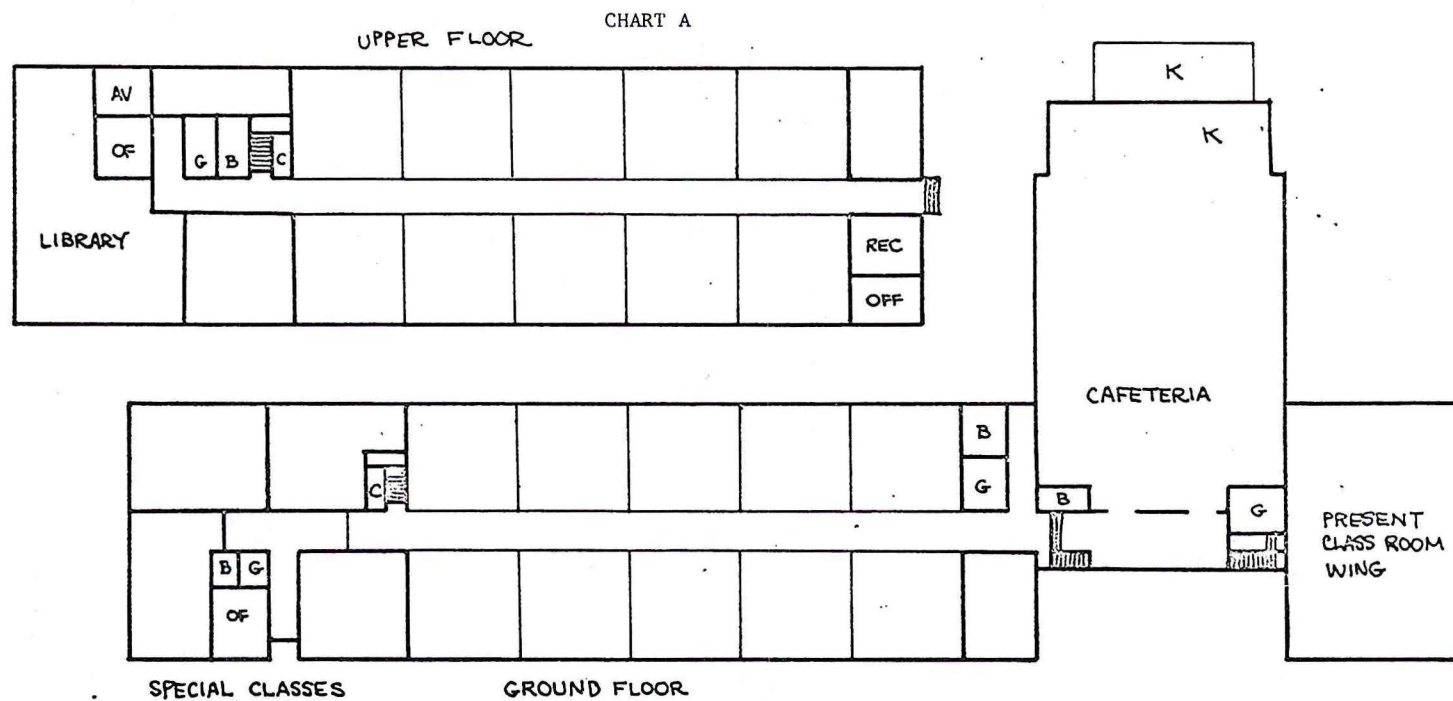 CHART A
UPPER FLOOR
K
AV
K
OF
G
B
C
LIBRARY
REC
OFF
CAFETERIA
B
G
C
B
G
PRESENT
CLASS ROOM
WING
B
G
OF
SPECIAL CLASSES
GROUND FLOOR